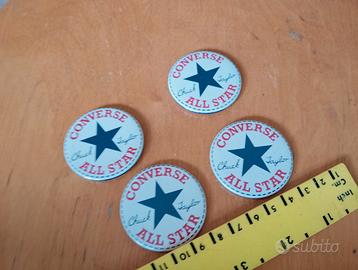 CONVERSE
Chuck Taylor
ALL STAR
CONVERSE
Chuck Taylor
ALL STAR
CONVERSE
Chuck Taylor
ALL STAR
CONVERSE
Chuck Taylor
ALL STAR
Cm.
Inch
subito